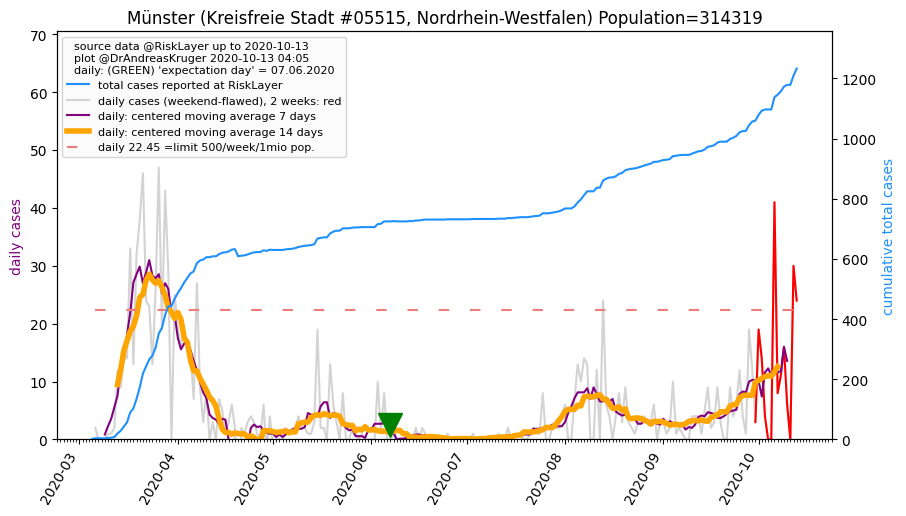 Münster (Kreisfreie Stadt #05515, Nordrhein-Westfalen) Population=314319
source data @RiskLayer up to 2020-10-13
plot @DrAndreasKruger 2020-10-13 04:05
daily: (GREEN) 'expectation day' = 07.06.2020
total cases reported at RiskLayer
daily cases (weekend-flawed), 2 weeks: red
daily: centered moving average 7 days
daily: centered moving average 14 days
daily 22.45 =limit 500/week/1mio pop.
daily cases
70
60
50
40
30
20
10
0
cumulative total cases
1200
1000
800
600
400
200
0
2020-03
2020-04
2020-05
2020-06
2020-07
2020-08
2020-09
2020-10